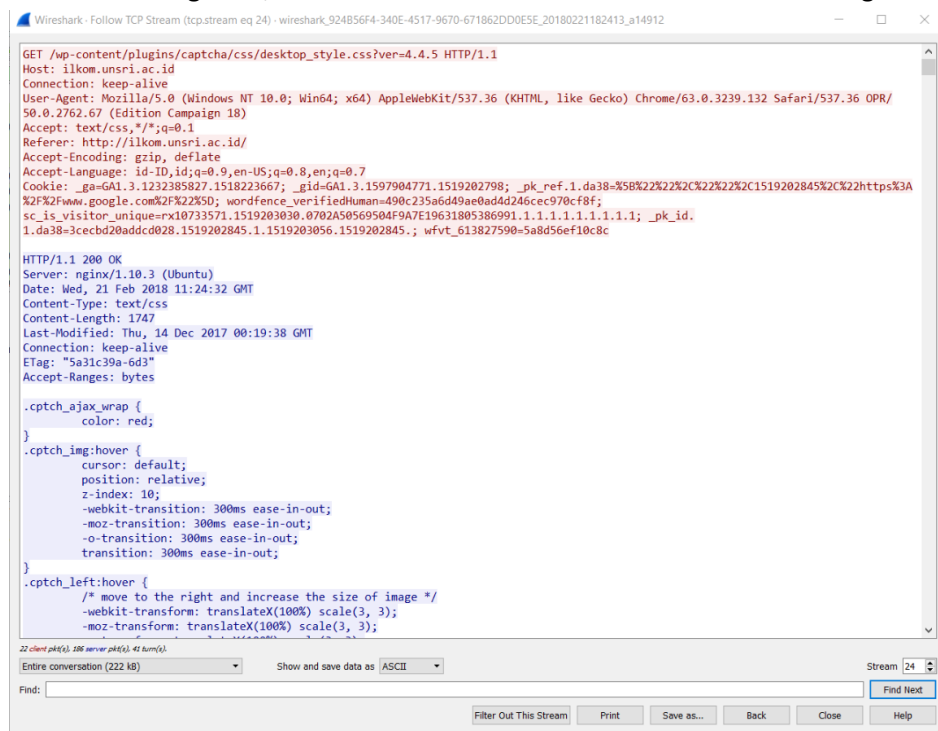 Wireshark · Follow TCP Stream (tcp.stream eq 24) · wireshark_924B56F4-340E-4517-9670-671862DD0E5E_20180221182413_a14912
GET /wp-content/plugins/captcha/css/desktop_style.css?ver=4.4.5 HTTP/1.1
Host: ilkom.unsri.ac.id
Connection: keep-alive
User-Agent: Mozilla/5.0 (Windows NT 10.0; Win64; x64) AppleWebKit/537.36 (KHTML, like Gecko) Chrome/63.0.3239.132 Safari/537.36 OPR/
50.0.2762.67 (Edition Campaign 18)
Accept: text/css,*/*;q=0.1
Referer: http://ilkom.unsri.ac.id/
Accept-Encoding: gzip, deflate
Accept-Language: id-ID,id;q=0.9,en-US;q=0.8,en;q=0.7
Cookie: _ga=GA1.3.1232385827.1518223667; _gid=GA1.3.1597904771.1519202798; _pk_ref.1.da38=%5B%22%22%2C%22%22%2C1519202845%2C%22https%3A
%2F%2Fwww.google.com%2F%22%5D; wordfence_verifiedHuman=490c235a6d49ead4d246cec970cf8f;
sc_is_visitor_unique=rx10733571.1519203030.0702A50569504F9A7E19631805386991.1.1.1.1.1.1.1.1.1; _pk_id.
1.da38=3cecbd20addcd028.1519202845.1.1519203056.1519202845.; wfvt_613827590=5a8d56ef10c8c
HTTP/1.1 200 OK
Server: nginx/1.10.3 (Ubuntu)
Date: Wed, 21 Feb 2018 11:24:32 GMT
Content-Type: text/css
Content-Length: 1747
Last-Modified: Thu, 14 Dec 2017 00:19:38 GMT
Connection: keep-alive
ETag: "5a31c39a-6d3"
Accept-Ranges: bytes
.cptch_ajax_wrap {
color: red;
}
.cptch_img:hover {
cursor: default;
position: relative;
z-index: 10;
-webkit-transition: 300ms ease-in-out;
-moz-transition: 300ms ease-in-out;
-o-transition: 300ms ease-in-out;
transition: 300ms ease-in-out;
}
.cptch_left:hover {
/* move to the right and increase the size of image */
-webkit-transform: translateX(100%) scale(3, 3);
-moz-transform: translateX(100%) scale(3, 3);
22 client pkt(s), 186 server pkt(s), 41 turn(s).
Entire conversation (222 kB) Show and save data as ASCII Stream 24
Find: Find Next
Filter Out This Stream Print Save as... Back Close Help